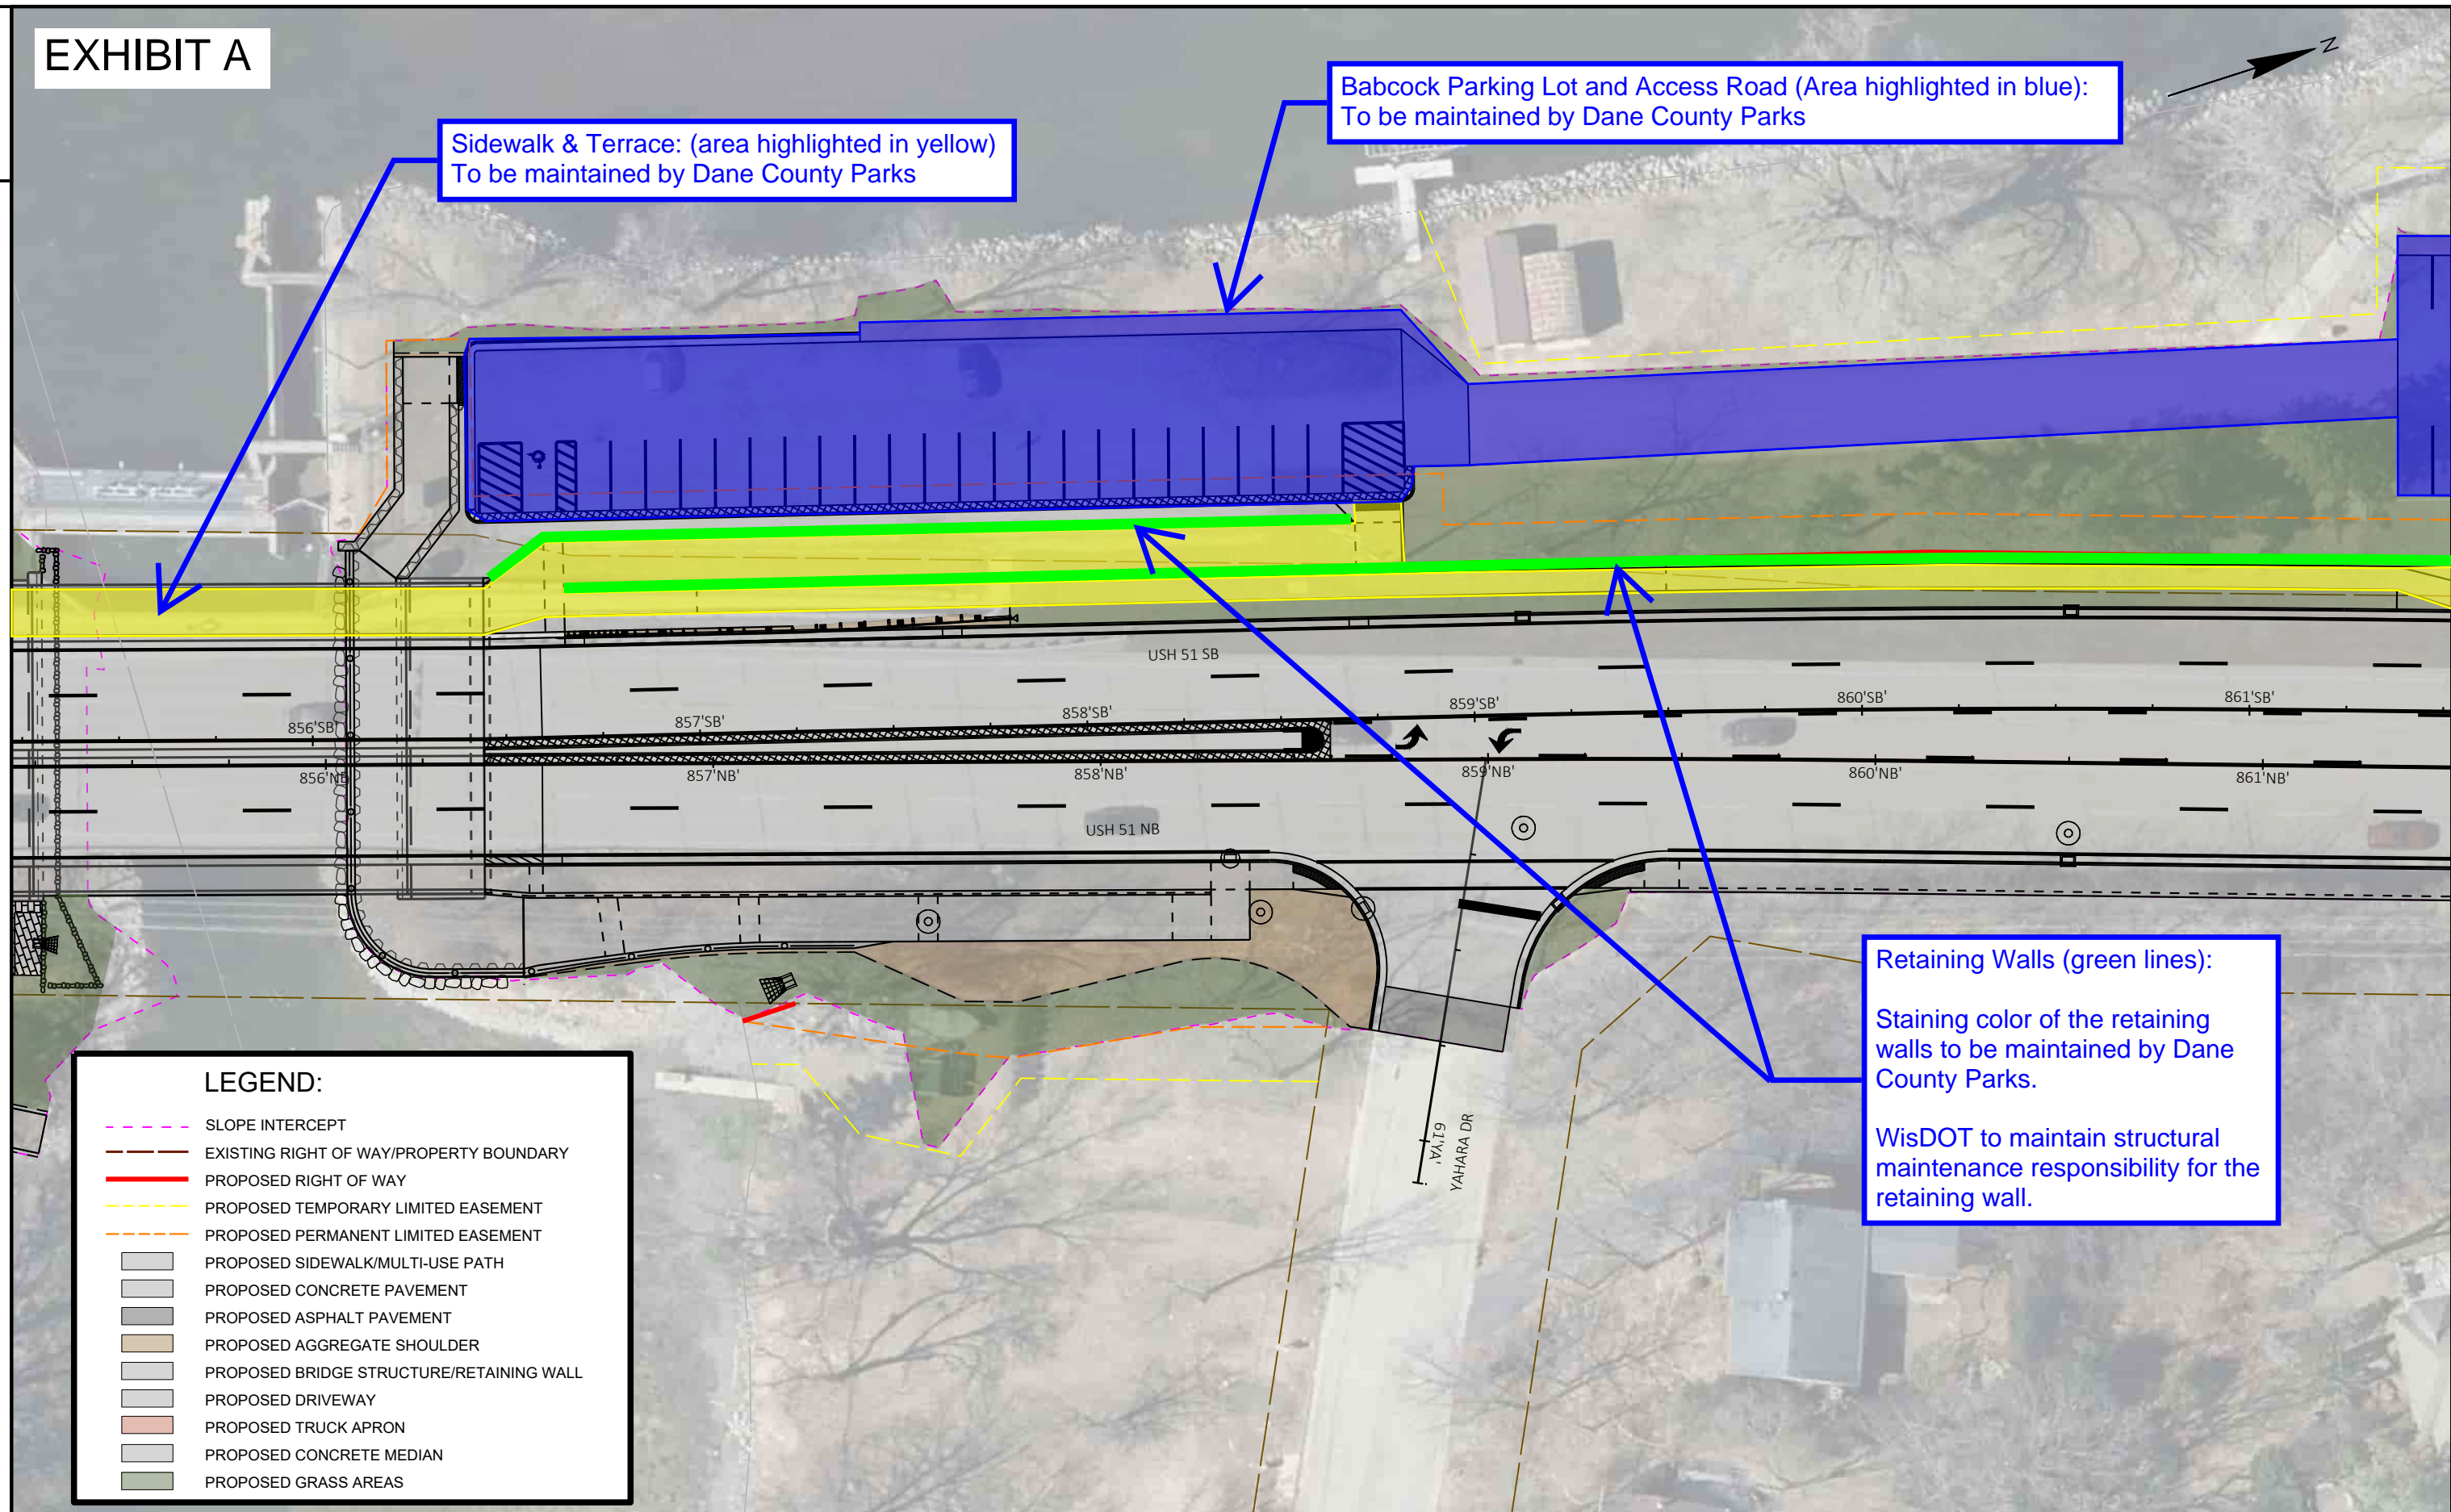 EXHIBIT A
N
Babcock Parking Lot and Access Road (Area highlighted in blue):
To be maintained by Dane County Parks
Sidewalk & Terrace: (area highlighted in yellow)
To be maintained by Dane County Parks
USH 51 SB
856'SB'
857'SB'
858'SB'
859'SB'
860'SB'
861'SB'
856'NB'
857'NB'
858'NB'
859'NB'
860'NB'
861'NB'
USH 51 NB
61'YA'
YAHARA DR
Retaining Walls (green lines):
Staining color of the retaining
walls to be maintained by Dane
County Parks.
WisDOT to maintain structural
maintenance responsibility for the
retaining wall.
LEGEND:
SLOPE INTERCEPT
EXISTING RIGHT OF WAY/PROPERTY BOUNDARY
PROPOSED RIGHT OF WAY
PROPOSED TEMPORARY LIMITED EASEMENT
PROPOSED PERMANENT LIMITED EASEMENT
PROPOSED SIDEWALK/MULTI-USE PATH
PROPOSED CONCRETE PAVEMENT
PROPOSED ASPHALT PAVEMENT
PROPOSED AGGREGATE SHOULDER
PROPOSED BRIDGE STRUCTURE/RETAINING WALL
PROPOSED DRIVEWAY
PROPOSED TRUCK APRON
PROPOSED CONCRETE MEDIAN
PROPOSED GRASS AREAS